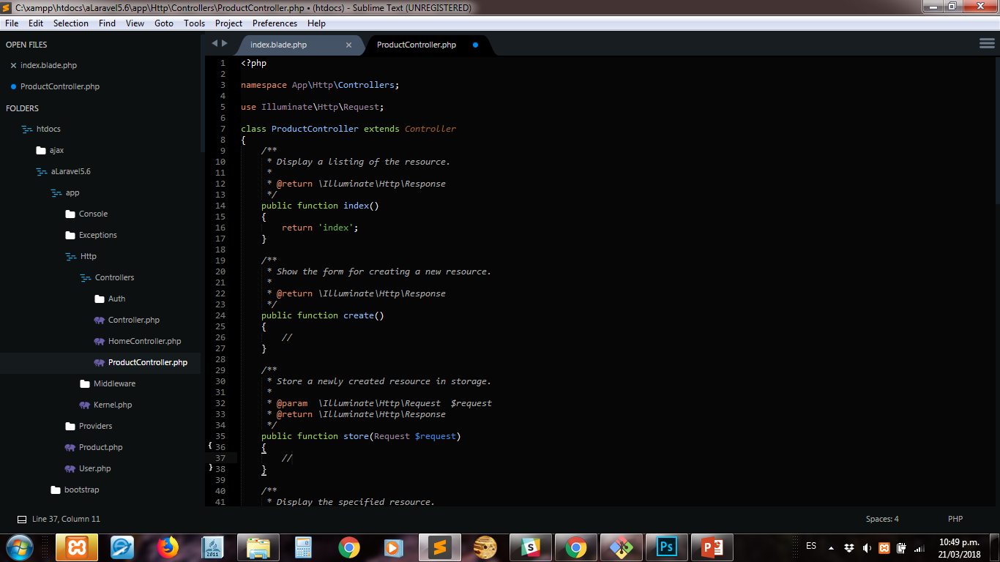 C:\xampp\htdocs\aLaravel5.6\app\Http\Controllers\ProductController.php • (htdocs) - Sublime Text (UNREGISTERED)
File Edit Selection Find View Goto Tools Project Preferences Help
OPEN FILES
index.blade.php
ProductController.php
FOLDERS
htdocs
ajax
aLaravel5.6
app
Console
Exceptions
Http
Controllers
Auth
Controller.php
HomeController.php
ProductController.php
Middleware
Kernel.php
Providers
Product.php
User.php
bootstrap
index.blade.php ProductController.php
1 <?php
2
3 namespace App\Http\Controllers;
4
5 use Illuminate\Http\Request;
6
7 class ProductController extends Controller
8 {
9 /**
10 * Display a listing of the resource.
11 *
12 * @return \Illuminate\Http\Response
13 */
14 public function index()
15 {
16 return 'index';
17 }
18
19 /**
20 * Show the form for creating a new resource.
21 *
22 * @return \Illuminate\Http\Response
23 */
24 public function create()
25 {
26 //
27 }
28
29 /**
30 * Store a newly created resource in storage.
31 *
32 * @param  \Illuminate\Http\Request  $request
33 * @return \Illuminate\Http\Response
34 */
35 public function store(Request $request)
{ 36 {
37 //
} 38 }
39
40 /**
41 * Display the specified resource.
Line 37, Column 11 Spaces: 4 PHP
2011
S
Ps
P
ES
10:49 p.m.
21/03/2018